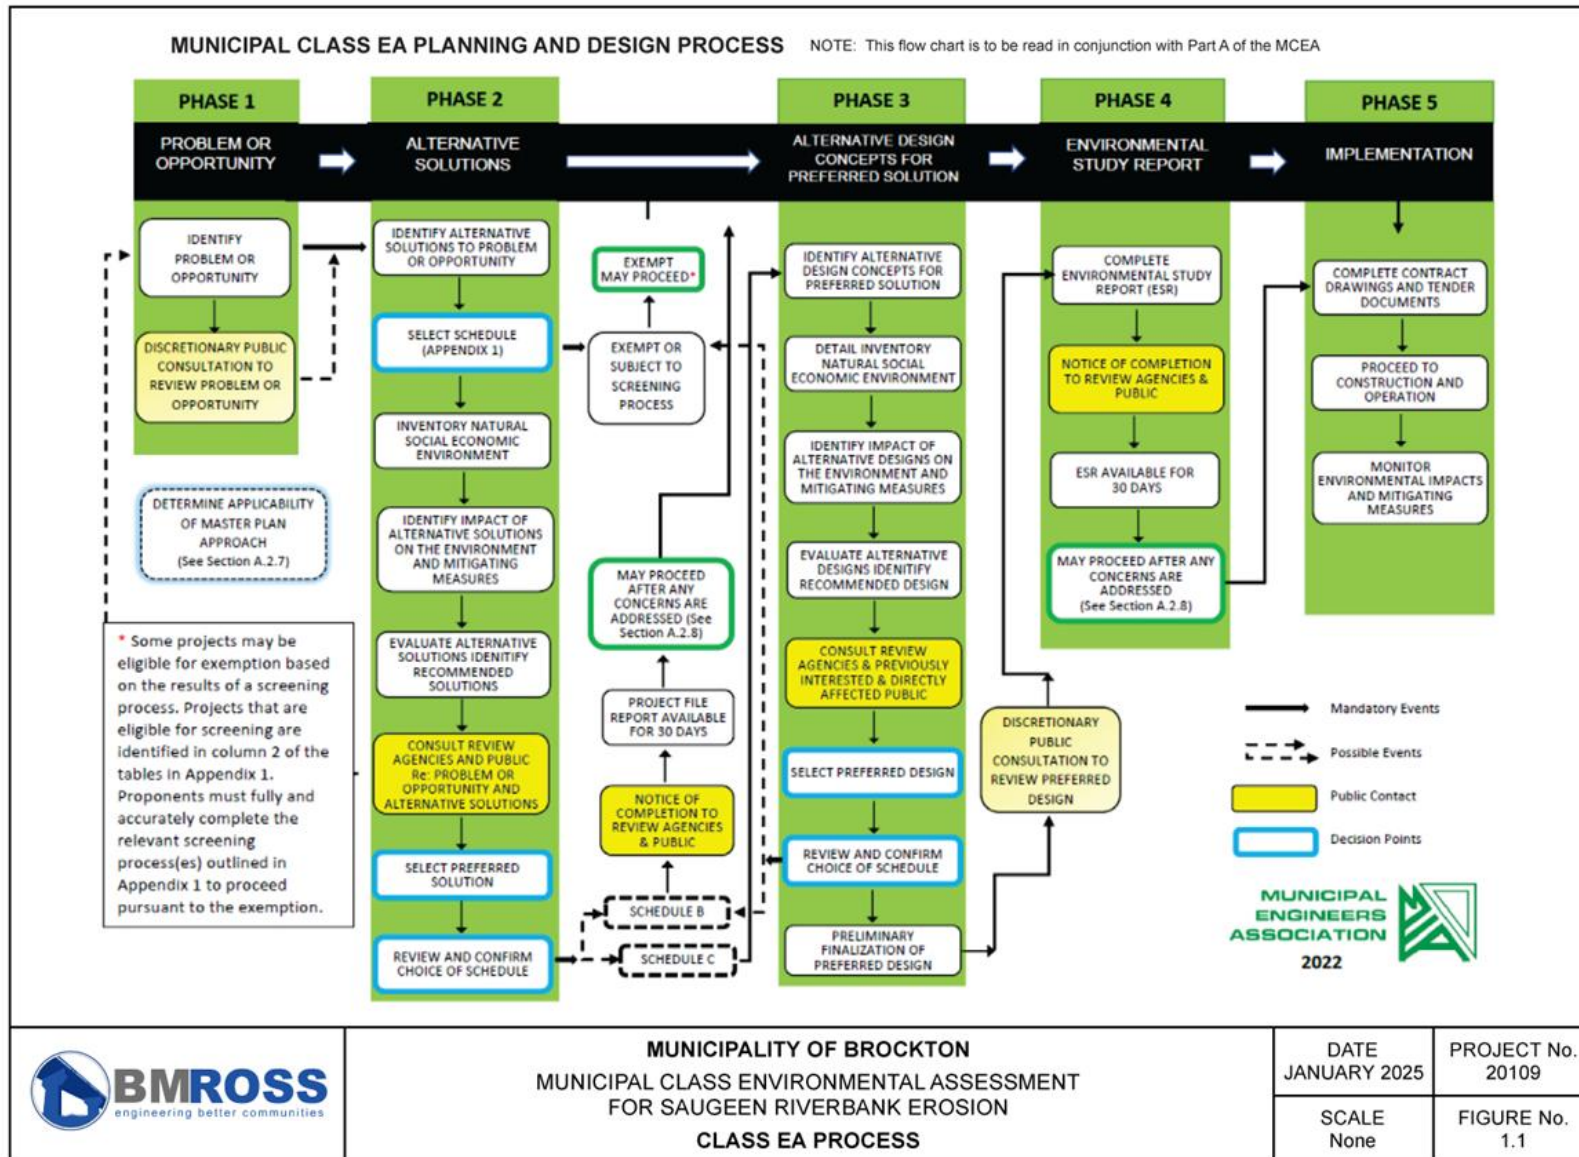 MUNICIPAL CLASS EA PLANNING AND DESIGN PROCESS
NOTE: This flow chart is to be read in conjunction with Part A of the MCEA
PHASE 1
PROBLEM OR
OPPORTUNITY
IDENTIFY
PROBLEM OR
OPPORTUNITY
DISCRETIONARY PUBLIC
CONSULTATION TO
REVIEW PROBLEM OR
OPPORTUNITY
DETERMINE APPLICABILITY
OF MASTER PLAN
APPROACH
(See Section A.2.7)
* Some projects may be
eligible for exemption based
on the results of a screening
process. Projects that are
eligible for screening are
identified in column 2 of the
tables in Appendix 1.
Proponents must fully and
accurately complete the
relevant screening
process(es) outlined in
Appendix 1 to proceed
pursuant to the exemption.
PHASE 2
ALTERNATIVE
SOLUTIONS
IDENTIFY ALTERNATIVE
SOLUTIONS TO PROBLEM
OR OPPORTUNITY
SELECT SCHEDULE
(APPENDIX 1)
INVENTORY NATURAL
SOCIAL ECONOMIC
ENVIRONMENT
IDENTIFY IMPACT OF
ALTERNATIVE SOLUTIONS
ON THE ENVIRONMENT
AND MITIGATING
MEASURES
EVALUATE ALTERNATIVE
SOLUTIONS IDENITIFY
RECOMMENDED
SOLUTIONS
CONSULT REVIEW
AGENCIES AND PUBLIC
Re: PROBLEM OR
OPPORTUNITY AND
ALTERNATIVE SOLUTIONS
SELECT PREFERRED
SOLUTION
REVIEW AND CONFIRM
CHOICE OF SCHEDULE
EXEMPT
MAY PROCEED*
EXEMPT OR
SUBJECT TO
SCREENING
PROCESS
MAY PROCEED
AFTER ANY
CONCERNS ARE
ADDRESSED (See
Section A.2.8)
PROJECT FILE
REPORT AVAILABLE
FOR 30 DAYS
NOTICE OF
COMPLETION TO
REVIEW AGENCIES
& PUBLIC
SCHEDULE B
SCHEDULE C
PHASE 3
ALTERNATIVE DESIGN
CONCEPTS FOR
PREFERRED SOLUTION
IDENTIFY ALTERNATIVE
DESIGN CONCEPTS FOR
PREFERRED SOLUTION
DETAIL INVENTORY
NATURAL SOCIAL
ECONOMIC ENVIRONMENT
IDENTIFY IMPACT OF
ALTERNATIVE DESIGNS ON
THE ENVIRONMENT AND
MITIGATING MEASURES
EVALUATE ALTERNATIVE
DESIGNS IDENTIFY
RECOMMENDED DESIGN
CONSULT REVIEW
AGENCIES & PREVIOUSLY
INTERESTED & DIRECTLY
AFFECTED PUBLIC
SELECT PREFERRED DESIGN
REVIEW AND CONFIRM
CHOICE OF SCHEDULE
PRELIMINARY
FINALIZATION OF
PREFERRED DESIGN
DISCRETIONARY
PUBLIC
CONSULTATION TO
REVIEW PREFERRED
DESIGN
PHASE 4
ENVIRONMENTAL
STUDY REPORT
COMPLETE
ENVIRONMENTAL STUDY
REPORT (ESR)
NOTICE OF COMPLETION
TO REVIEW AGENCIES &
PUBLIC
ESR AVAILABLE FOR
30 DAYS
MAY PROCEED AFTER ANY
CONCERNS ARE
ADDRESSED
(See Section A.2.8)
PHASE 5
IMPLEMENTATION
COMPLETE CONTRACT
DRAWINGS AND TENDER
DOCUMENTS
PROCEED TO
CONSTRUCTION AND
OPERATION
MONITOR
ENVIRONMENTAL IMPACTS
AND MITIGATING
MEASURES
Mandatory Events
Possible Events
Public Contact
Decision Points
MUNICIPAL
ENGINEERS
ASSOCIATION
2022
BMROSS
engineering better communities
MUNICIPALITY OF BROCKTON
MUNICIPAL CLASS ENVIRONMENTAL ASSESSMENT
FOR SAUGEEN RIVERBANK EROSION
CLASS EA PROCESS
DATE
JANUARY 2025
PROJECT No.
20109
SCALE
None
FIGURE No.
1.1